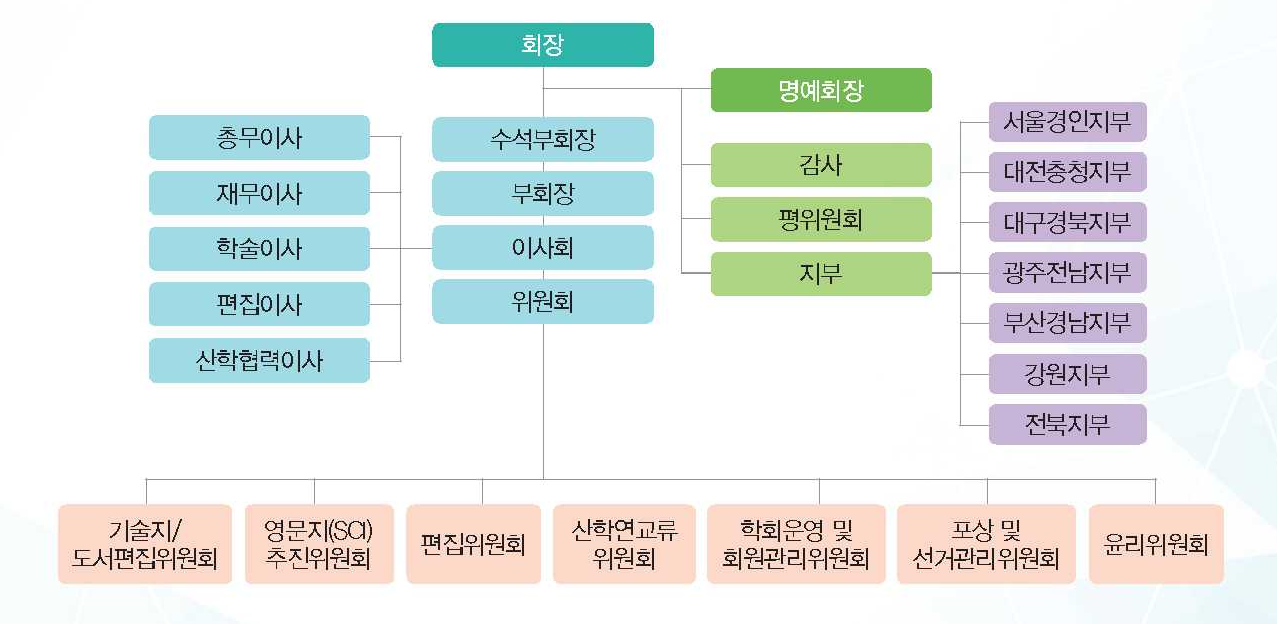 회장
명예회장
총무이사
재무이사
학술이사
편집이사
산학협력이사
수석부회장
부회장
이사회
위원회
감사
평위원회
지부
서울경인지부
대전충청지부
대구경북지부
광주전남지부
부산경남지부
강원지부
전북지부
기술지/
도서편집위원회
영문지(SCI)
추진위원회
편집위원회
산학연교류
위원회
학회운영 및
회원관리위원회
포상 및
선거관리위원회
윤리위원회